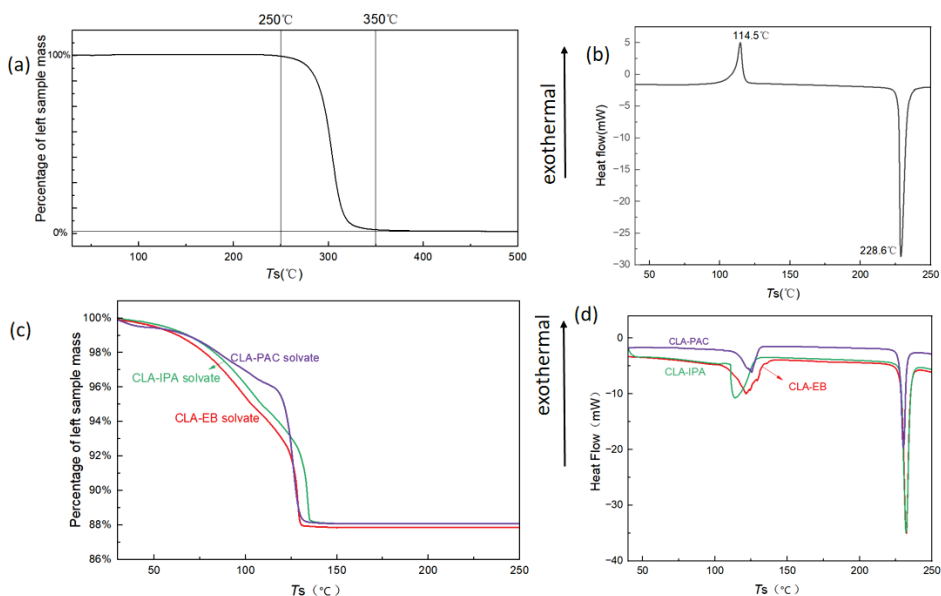 (a)
250℃
350℃
Percentage of left sample mass
100%
0%
100
200
300
400
500
Ts(℃)
exothermal
(b)
114.5℃
228.6℃
Heat flow(mW)
5
0
−5
−10
−15
−20
−25
−30
50
100
150
200
250
Ts(℃)
(c)
Percentage of left sample mass
100%
98%
96%
94%
92%
90%
88%
86%
CLA-PAC solvate
CLA-IPA solvate
CLA-EB solvate
50
100
150
200
250
Ts（℃）
exothermal
(d)
CLA-PAC
CLA-IPA
CLA-EB
Heat Flow（mW）
0
−10
−20
−30
−40
50
100
150
200
250
Ts（℃）